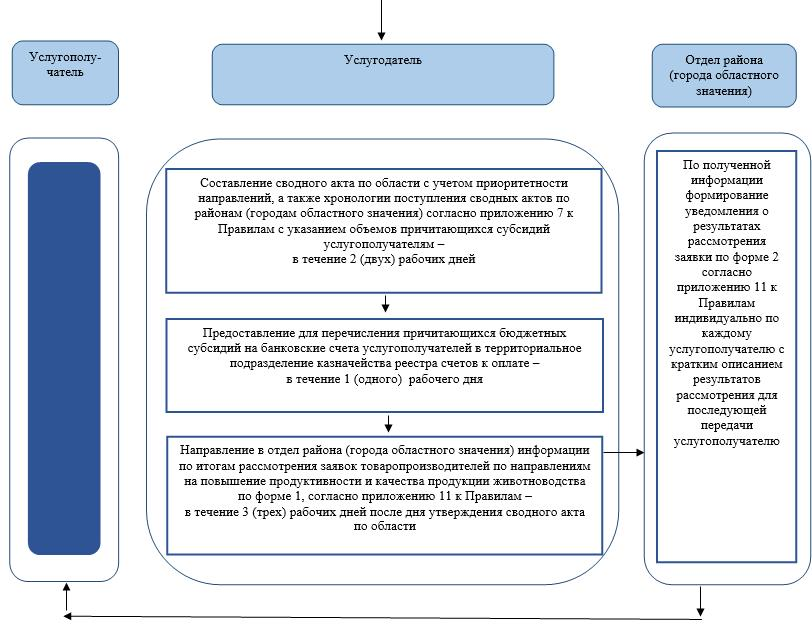 Услугополу-
чатель
Услугодатель
Отдел района
(города областного
значения)
Составление сводного акта по области с учетом приоритетности
направлений, а также хронологии поступления сводных актов по
районам (городам областного значения) согласно приложению 7 к
Правилам с указанием объемов причитающихся субсидий
услугополучателям –
в течение 2 (двух) рабочих дней
Предоставление для перечисления причитающихся бюджетных
субсидий на банковские счета услугополучателей в территориальное
подразделение казначейства реестра счетов к оплате –
в течение 1 (одного) рабочего дня
Направление в отдел района (города областного значения) информации
по итогам рассмотрения заявок товаропроизводителей по направлениям
на повышение продуктивности и качества продукции животноводства
по форме 1, согласно приложению 11 к Правилам –
в течение 3 (трех) рабочих дней после дня утверждения сводного акта
по области
По полученной
информации
формирование
уведомления о
результатах
рассмотрения
заявки по форме 2
согласно
приложению 11 к
Правилам
индивидуально по
каждому
услугополучателю с
кратким описанием
результатов
рассмотрения для
последующей
передачи
услугополучателю